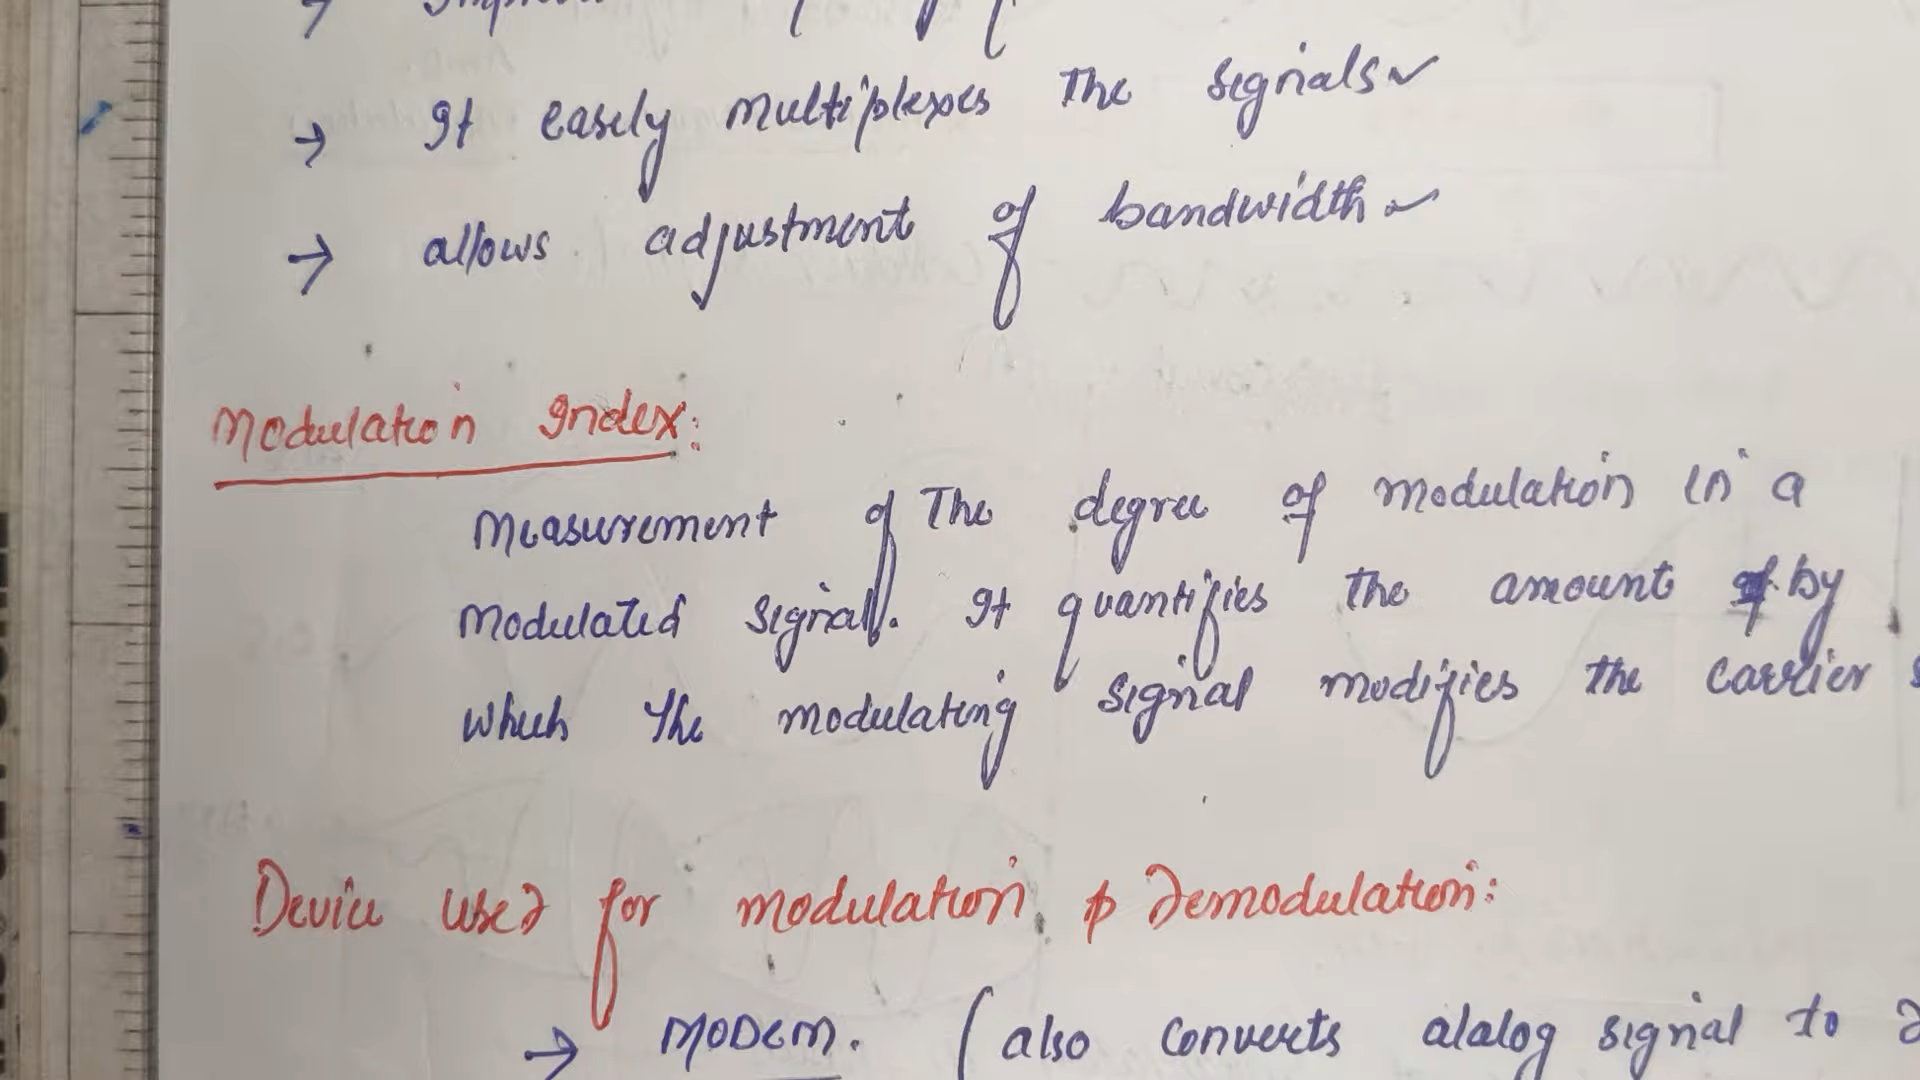 → It easely multiplexes The signals ✓
→ allows adjustment of bandwidth ✓
Modulation Index:
Measurement of The degree of modulation in a
Modulated signal. It quantifies the amount by
which the modulating signal modifies the carrier
Device used for modulation & Demodulation:
→ MODEM. (also converts alalog signal to